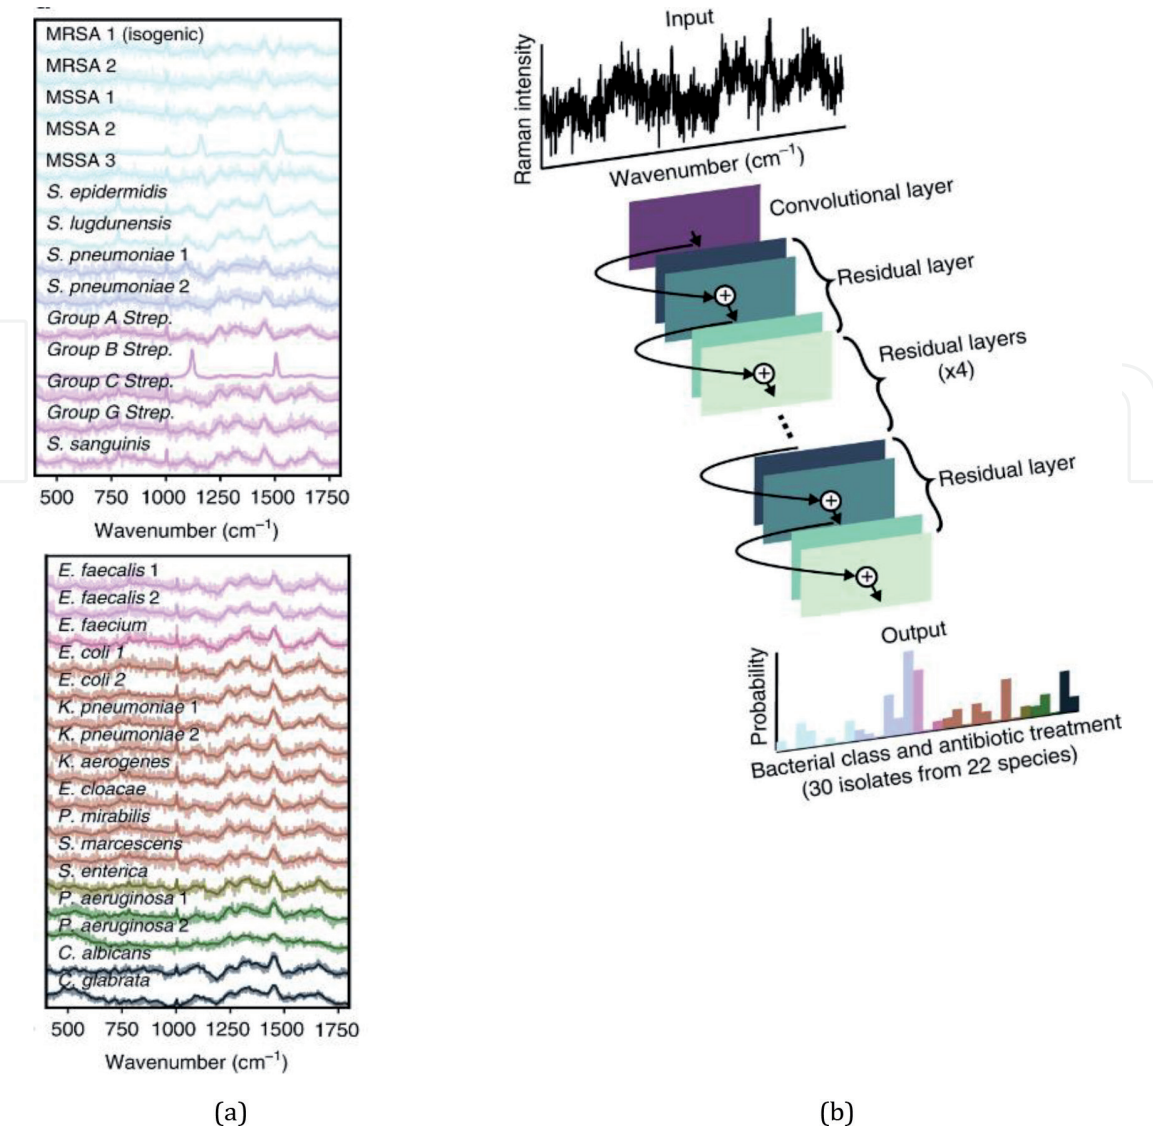 MRSA 1 (isogenic)
MRSA 2
MSSA 1
MSSA 2
MSSA 3
S. epidermidis
S. lugdunensis
S. pneumoniae 1
S. pneumoniae 2
Group A Strep.
Group B Strep.
Group C Strep.
Group G Strep.
S. sanguinis
500 750 1000 1250 1500 1750
Wavenumber (cm⁻¹)
E. faecalis 1
E. faecalis 2
E. faecium
E. coli 1
E. coli 2
K. pneumoniae 1
K. pneumoniae 2
K. aerogenes
E. cloacae
P. mirabilis
S. marcescens
S. enterica
P. aeruginosa 1
P. aeruginosa 2
C. albicans
C. glabrata
500 750 1000 1250 1500 1750
Wavenumber (cm⁻¹)
(a)
Input
Raman intensity
Wavenumber (cm⁻¹)
Convolutional layer
Residual layer
Residual layers
(x4)
Residual layer
Output
Probability
Bacterial class and antibiotic treatment
(30 isolates from 22 species)
(b)